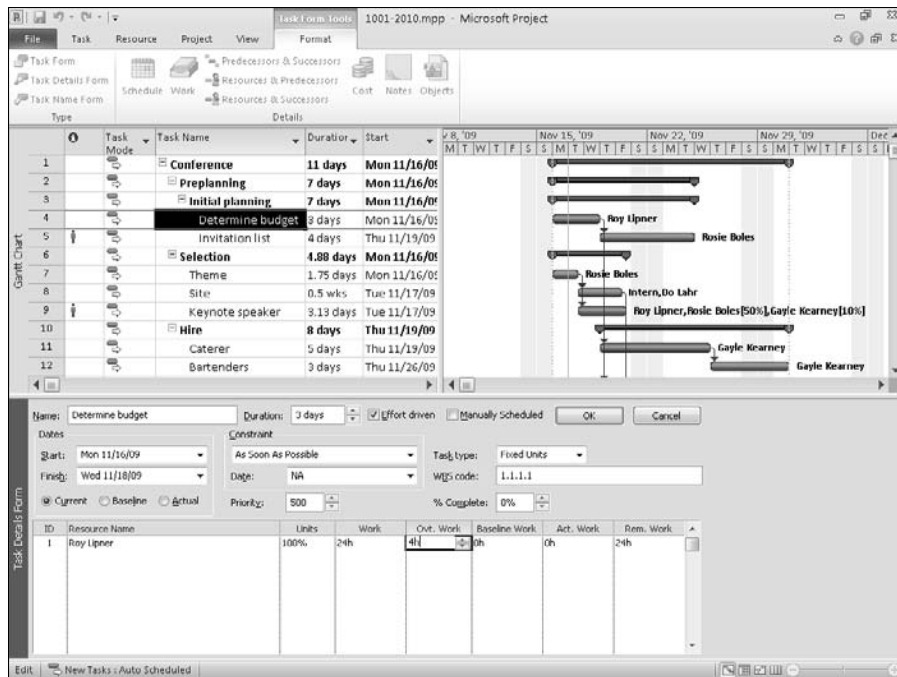 Task Form Tools 1001-2010.mpp - Microsoft Project
File Task Resource Project View Format
Task Form
Task Details Form
Task Name Form
Type
Schedule Work
Predecessors & Successors
Resources & Predecessors
Resources & Successors
Cost Notes Objects
Details
Task Mode Task Name Duration Start
8, '09 Nov 15, '09 Nov 22, '09 Nov 29, '09 Dec
M T W T F S S M T W T F S S M T W T F S S M T W T F S S
1 Conference 11 days Mon 11/16/09
2 Preplanning 7 days Mon 11/16/09
3 Initial planning 7 days Mon 11/16/09
4 Determine budget 3 days Mon 11/16/09 Roy Lipner
5 Invitation list 4 days Thu 11/19/09 Rosie Boles
6 Selection 4.88 days Mon 11/16/09
7 Theme 1.75 days Mon 11/16/09 Rosie Boles
8 Site 0.5 wks Tue 11/17/09 Intern,Do Lahr
9 Keynote speaker 3.13 days Tue 11/17/09 Roy Lipner,Rosie Boles[50%],Gayle Kearney[10%]
10 Hire 8 days Thu 11/19/09
11 Caterer 5 days Thu 11/19/09 Gayle Kearney
12 Bartenders 3 days Thu 11/26/09 Gayle Kearney
Gantt Chart
Name: Determine budget Duration: 3 days Effort driven Manually Scheduled OK Cancel
Dates Constraint
Start: Mon 11/16/09 As Soon As Possible Task type: Fixed Units
Finish: Wed 11/18/09 Date: NA WBS code: 1.1.1.1
Current Baseline Actual Priority: 500 % Complete: 0%
ID Resource Name Units Work Ovt. Work Baseline Work Act. Work Rem. Work
1 Roy Lipner 100% 24h 4h 0h 0h 24h
Task Details Form
Edit New Tasks : Auto Scheduled